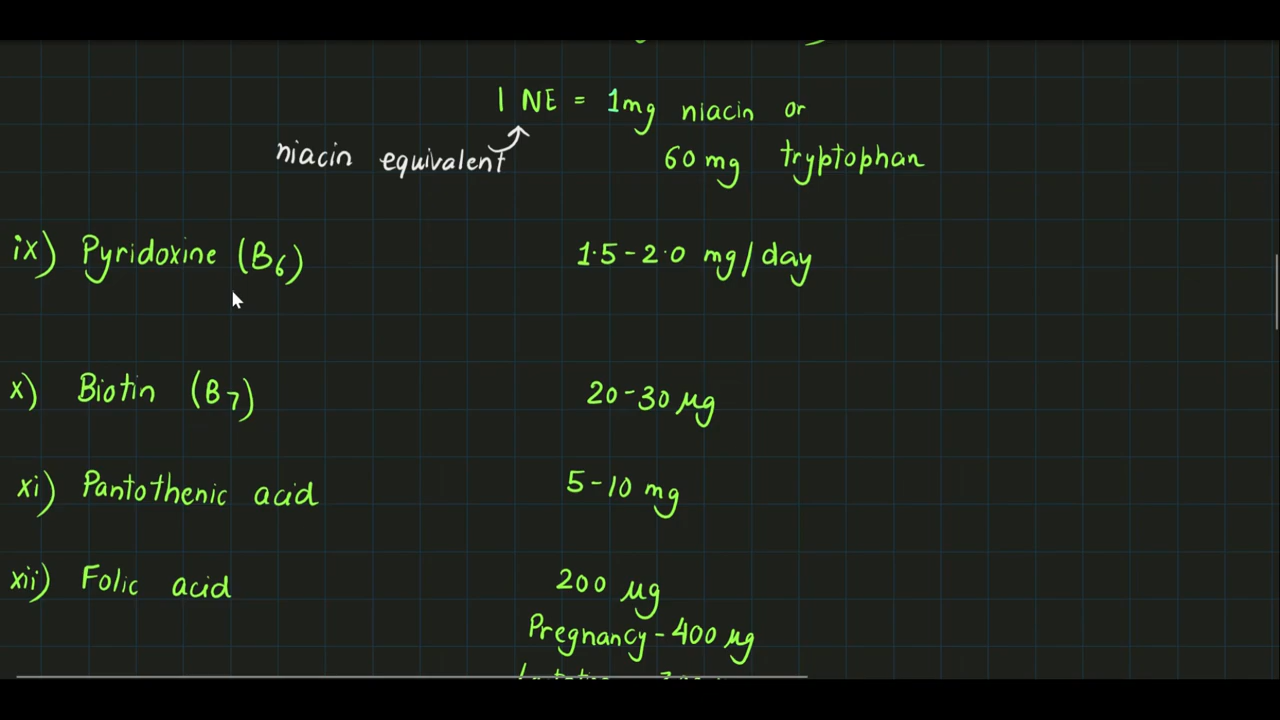 1 NE = 1mg niacin or
niacin equivalent 60 mg tryptophan
ix) Pyridoxine (B6) 1.5-2.0 mg/day
x) Biotin (B7) 20-30 μg
xi) Pantothenic acid 5-10 mg
xii) Folic acid 200 μg
Pregnancy - 400 μg